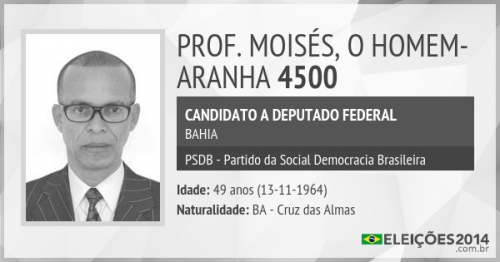 PROF. MOISÉS, O HOMEM-
ARANHA 4500
CANDIDATO A DEPUTADO FEDERAL
BAHIA
PSDB - Partido da Social Democracia Brasileira
Idade: 49 anos (13-11-1964)
Naturalidade: BA - Cruz das Almas
ELEIÇÕES2014
.com.br